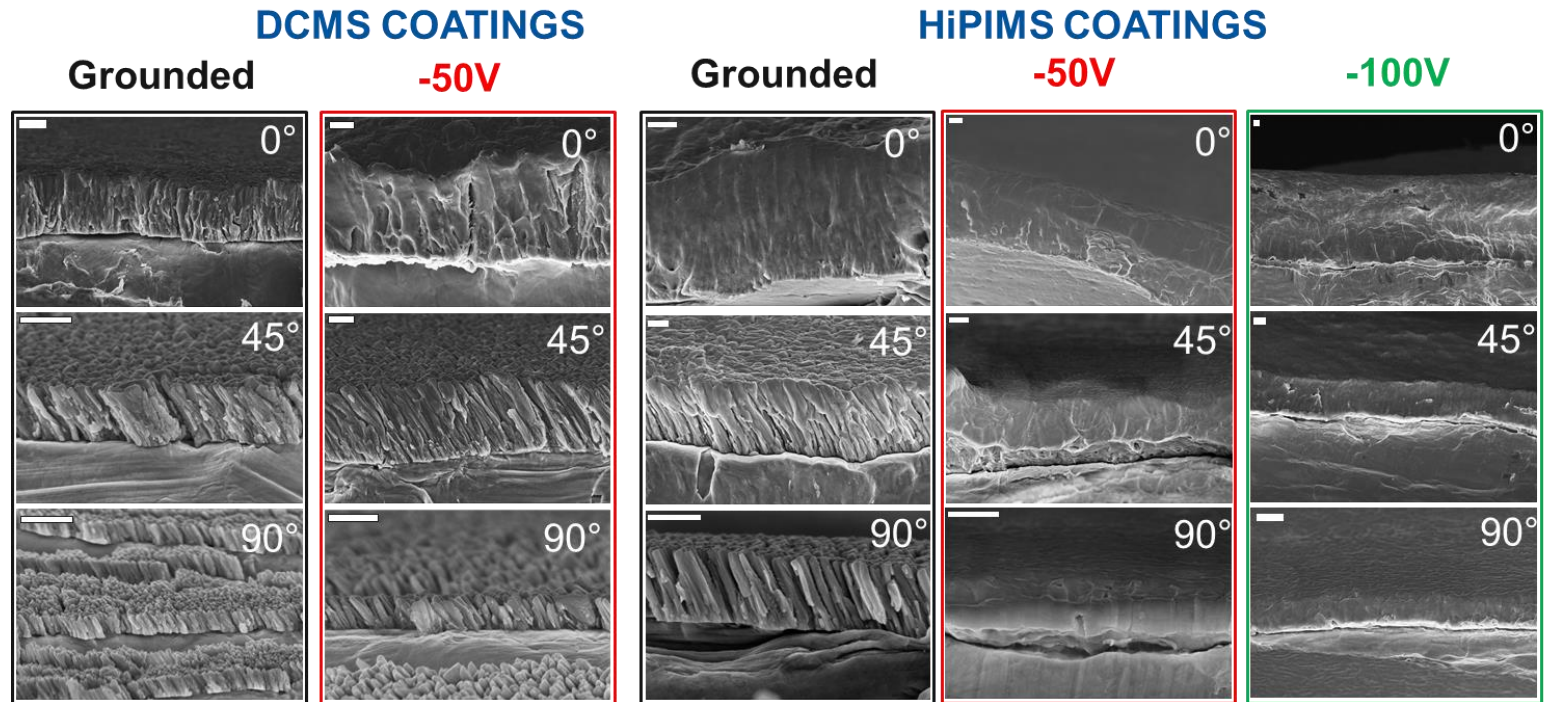 DCMS COATINGS HiPIMS COATINGS
Grounded -50V Grounded -50V -100V
0° 0° 0° 0° 0°
45° 45° 45° 45° 45°
90° 90° 90° 90° 90°